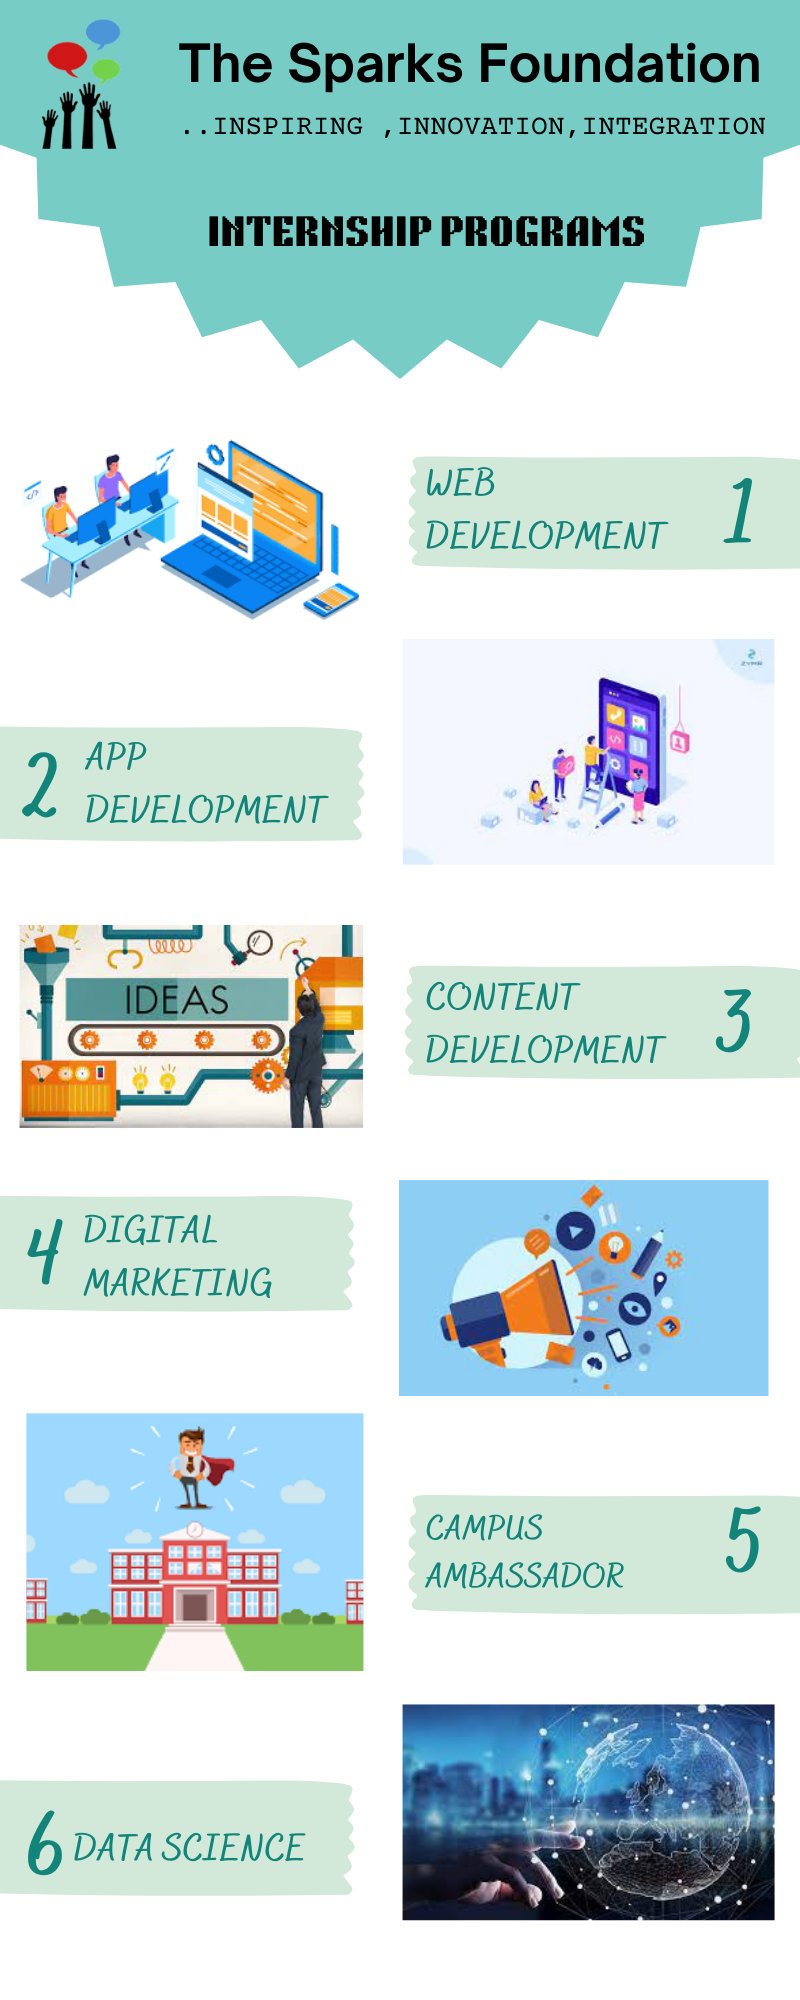 The Sparks Foundation
..INSPIRING ,INNOVATION,INTEGRATION
INTERNSHIP PROGRAMS
WEB
DEVELOPMENT
1
2
APP
DEVELOPMENT
IDEAS
CONTENT
DEVELOPMENT
3
4
DIGITAL
MARKETING
CAMPUS
AMBASSADOR
5
6 DATA SCIENCE